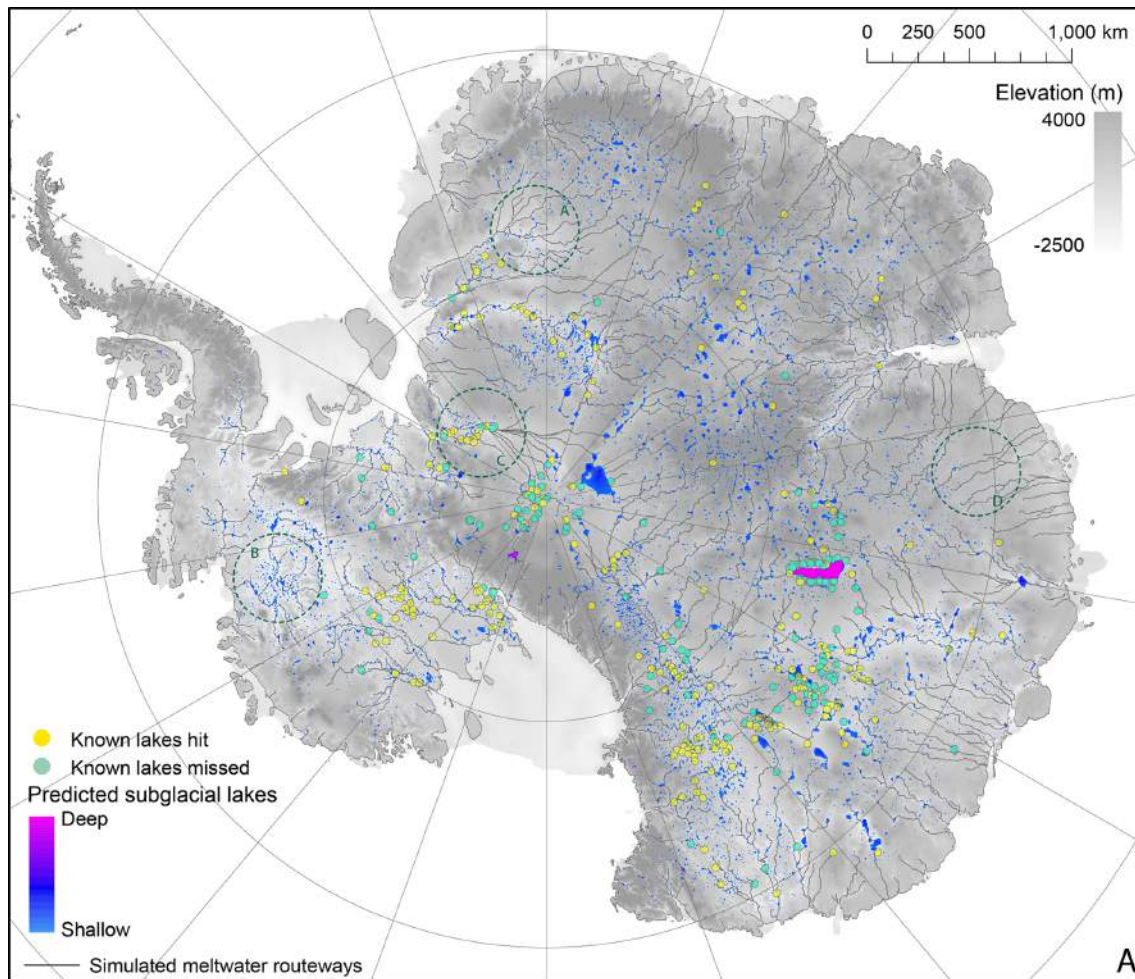 0 250 500 1,000 km
Elevation (m)
4000
-2500
A
C
D
B
Known lakes hit
Known lakes missed
Predicted subglacial lakes
Deep
Shallow
Simulated meltwater routeways
A